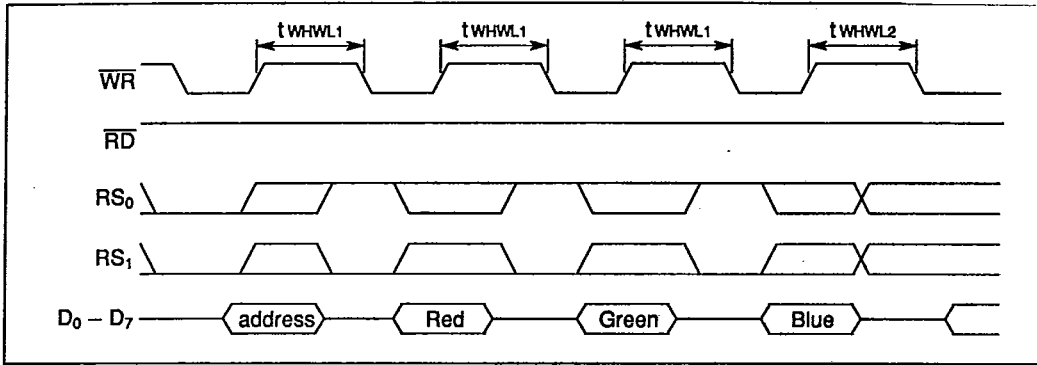 tWHWL1 tWHWL1 tWHWL1 tWHWL2
WR
RD
RS0
RS1
D0 – D7 address Red Green Blue